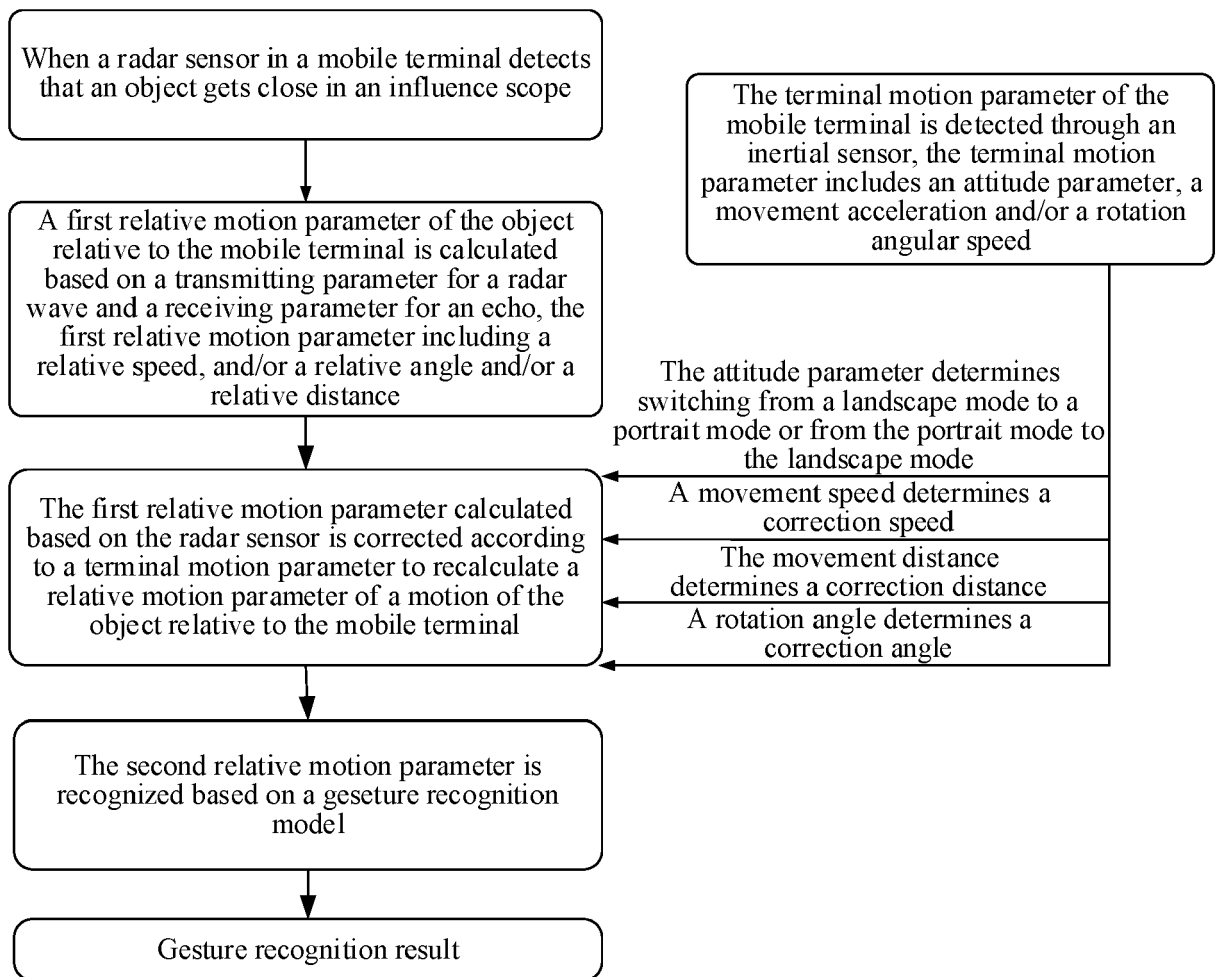 When a radar sensor in a mobile terminal detects
that an object gets close in an influence scope
The terminal motion parameter of the
mobile terminal is detected through an
inertial sensor, the terminal motion
parameter includes an attitude parameter, a
movement acceleration and/or a rotation
angular speed
A first relative motion parameter of the object
relative to the mobile terminal is calculated
based on a transmitting parameter for a radar
wave and a receiving parameter for an echo, the
first relative motion parameter including a
relative speed, and/or a relative angle and/or a
relative distance
The attitude parameter determines
switching from a landscape mode to a
portrait mode or from the portrait mode to
the landscape mode
A movement speed determines a
correction speed
The movement distance
determines a correction distance
A rotation angle determines a
correction angle
The first relative motion parameter calculated
based on the radar sensor is corrected according
to a terminal motion parameter to recalculate a
relative motion parameter of a motion of the
object relative to the mobile terminal
The second relative motion parameter is
recognized based on a geseture recognition
model
Gesture recognition result